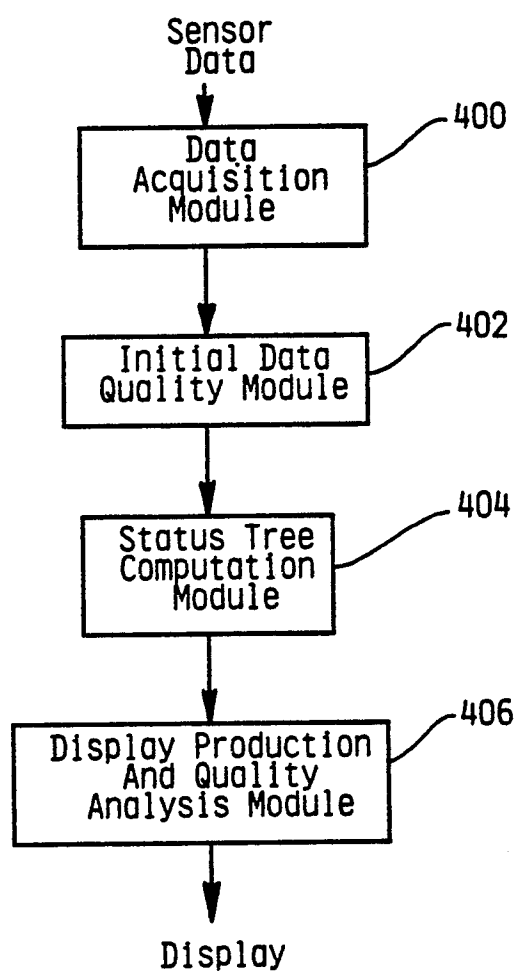 Sensor
Data
400
Data
Acquisition
Module
402
Initial Data
Quality Module
404
Status Tree
Computation
Module
406
Display Production
And Quality
Analysis Module
Display